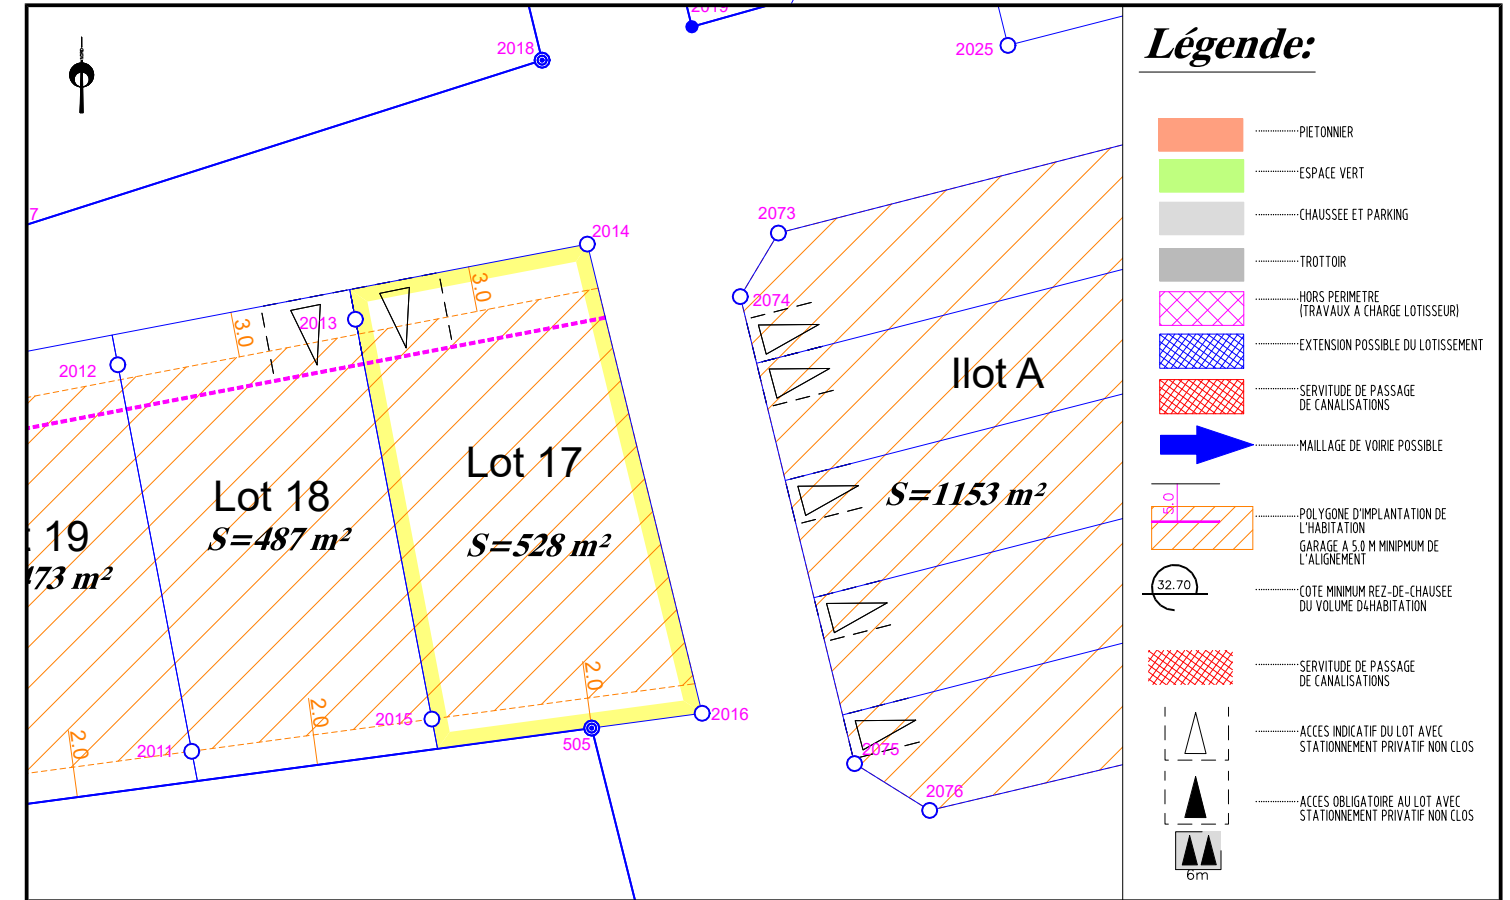 2019
2018
2025
7
2014
2073
2074
3.0
3.0
2013
2012
Ilot A
Lot 17
Lot 18
S=1153 m²
19
S=487 m²
S=528 m²
473 m²
2.0
2.0
2.0
2015
2016
2011
505
2075
2076
Légende:
PIETONNIER
ESPACE VERT
CHAUSSEE ET PARKING
TROTTOIR
HORS PERIMETRE
(TRAVAUX A CHARGE LOTISSEUR)
EXTENSION POSSIBLE DU LOTISSEMENT
SERVITUDE DE PASSAGE
DE CANALISATIONS
MAILLAGE DE VOIRIE POSSIBLE
5.0
POLYGONE D'IMPLANTATION DE
L'HABITATION
GARAGE A 5.0 M MINIPMUM DE
L'ALIGNEMENT
32.70
COTE MINIMUM REZ-DE-CHAUSEE
DU VOLUME D4HABITATION
SERVITUDE DE PASSAGE
DE CANALISATIONS
ACCES INDICATIF DU LOT AVEC
STATIONNEMENT PRIVATIF NON CLOS
ACCES OBLIGATOIRE AU LOT AVEC
STATIONNEMENT PRIVATIF NON CLOS
6m